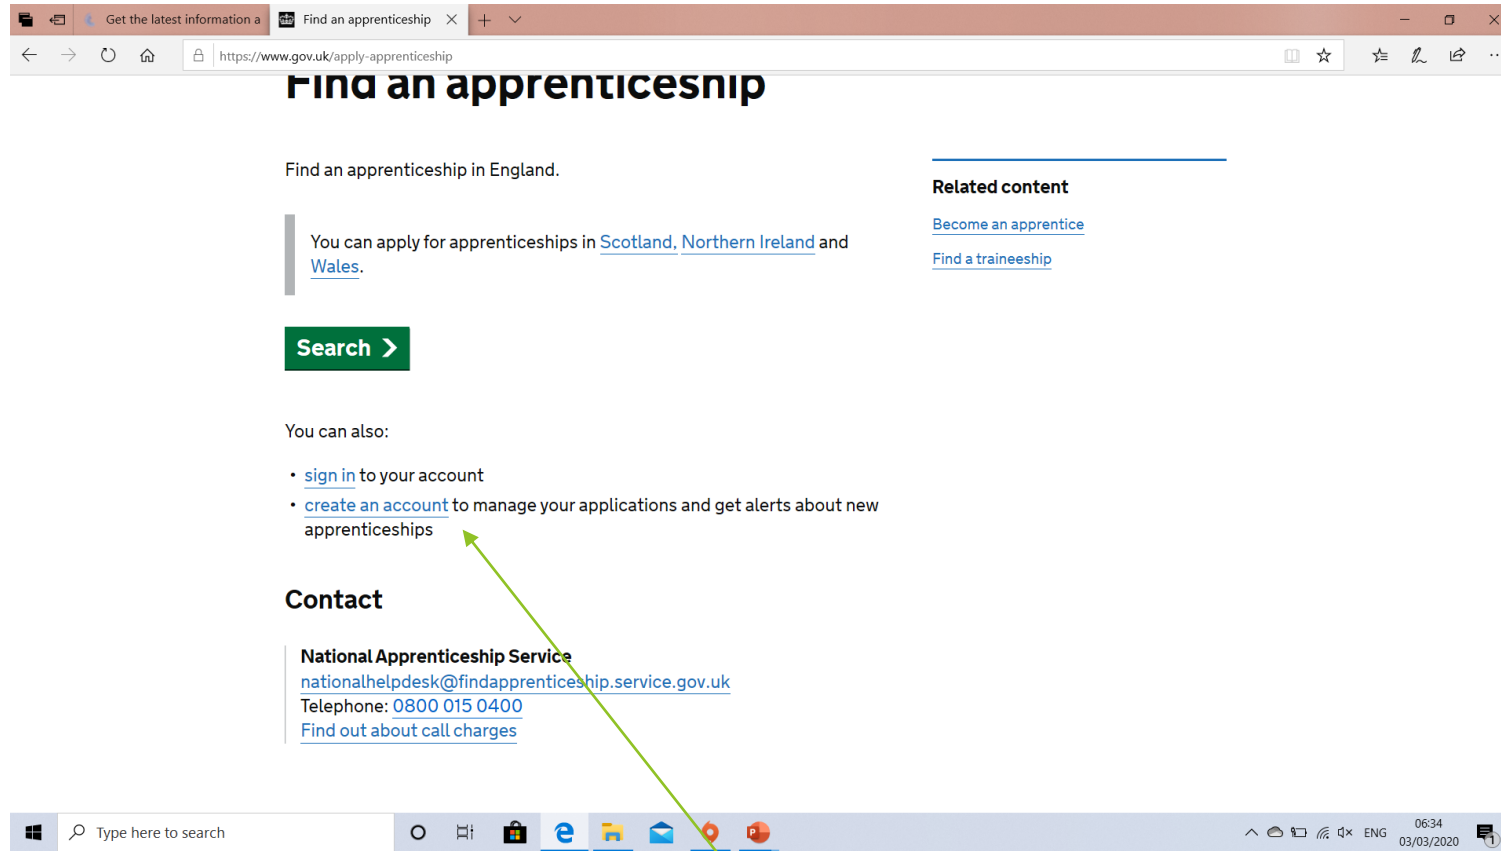 Get the latest information a
Find an apprenticeship
https://www.gov.uk/apply-apprenticeship
Find an apprenticeship
Find an apprenticeship in England.
You can apply for apprenticeships in Scotland, Northern Ireland and
Wales.
Search
You can also:
• sign in to your account
• create an account to manage your applications and get alerts about new
apprenticeships
Contact
National Apprenticeship Service
nationalhelpdesk@findapprenticeship.service.gov.uk
Telephone: 0800 015 0400
Find out about call charges
Related content
Become an apprentice
Find a traineeship
Type here to search
ENG
06:34
03/03/2020
1